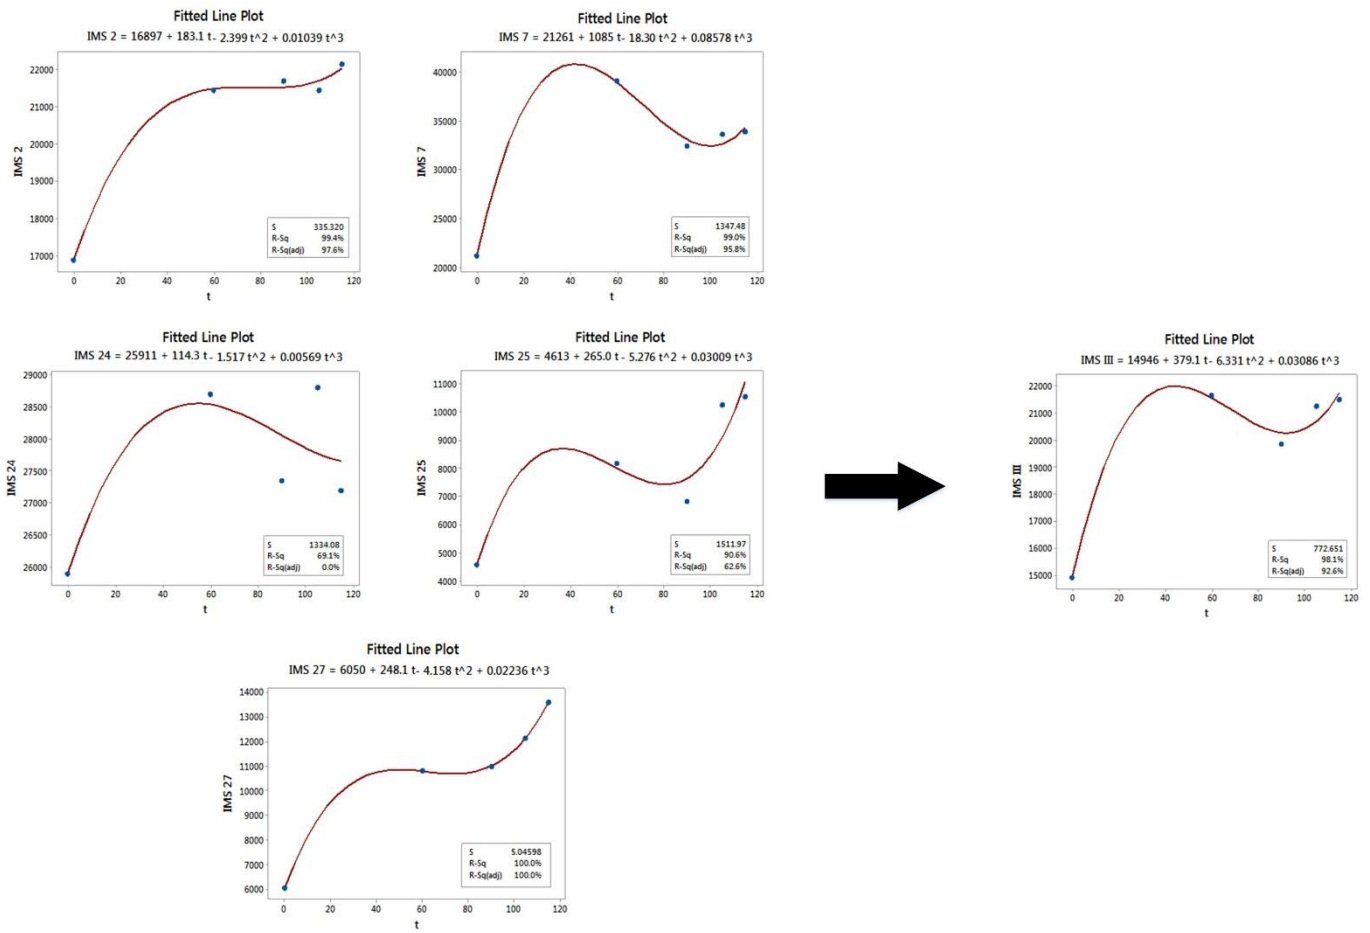 Fitted Line Plot
IMS 2 = 16897 + 183.1 t- 2.399 t^2 + 0.01039 t^3
22000
21000
20000
19000
18000
17000
IMS 2
S 335.320
R-Sq 99.4%
R-Sq(adj) 97.6%
0 20 40 60 80 100 120
t
Fitted Line Plot
IMS 7 = 21261 + 1085 t- 18.30 t^2 + 0.08578 t^3
40000
35000
30000
25000
20000
IMS 7
S 1347.48
R-Sq 99.0%
R-Sq(adj) 95.8%
0 20 40 60 80 100 120
t
Fitted Line Plot
IMS 24 = 25911 + 114.3 t- 1.517 t^2 + 0.00569 t^3
29000
28500
28000
27500
27000
26500
26000
IMS 24
S 1334.08
R-Sq 69.1%
R-Sq(adj) 0.0%
0 20 40 60 80 100 120
t
Fitted Line Plot
IMS 25 = 4613 + 265.0 t- 5.276 t^2 + 0.03009 t^3
11000
10000
9000
8000
7000
6000
5000
4000
IMS 25
S 1511.97
R-Sq 90.6%
R-Sq(adj) 62.6%
0 20 40 60 80 100 120
t
Fitted Line Plot
IMS III = 14946 + 379.1 t- 6.331 t^2 + 0.03086 t^3
22000
21000
20000
19000
18000
17000
16000
15000
IMS III
S 772.651
R-Sq 98.1%
R-Sq(adj) 92.6%
0 20 40 60 80 100 120
t
Fitted Line Plot
IMS 27 = 6050 + 248.1 t- 4.158 t^2 + 0.02236 t^3
14000
13000
12000
11000
10000
9000
8000
7000
6000
IMS 27
S 5.04598
R-Sq 100.0%
R-Sq(adj) 100.0%
0 20 40 60 80 100 120
t